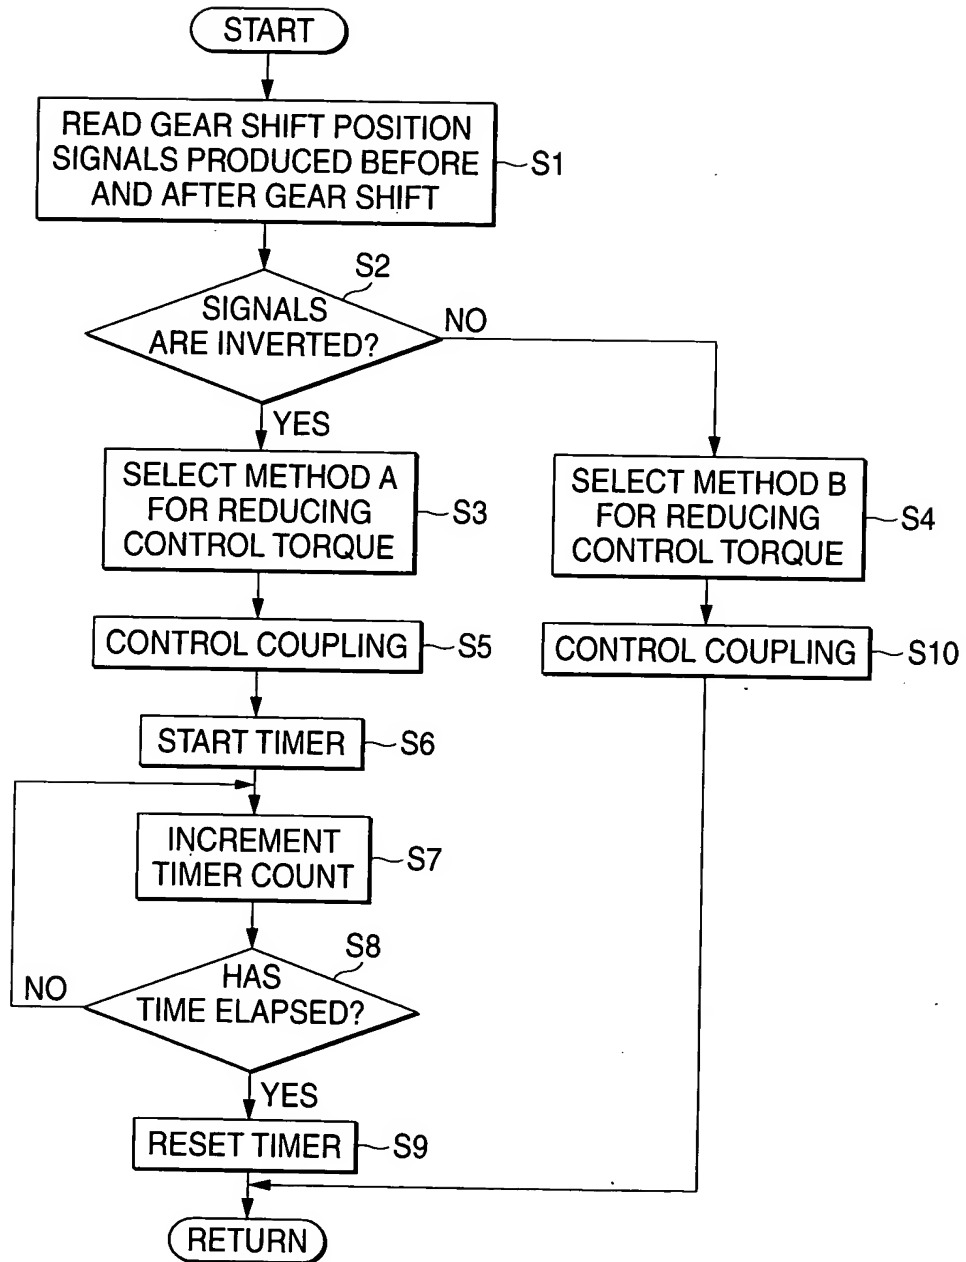 START
READ GEAR SHIFT POSITION
SIGNALS PRODUCED BEFORE
AND AFTER GEAR SHIFT
S1
S2
SIGNALS
ARE INVERTED?
NO
YES
SELECT METHOD A
FOR REDUCING
CONTROL TORQUE
S3
SELECT METHOD B
FOR REDUCING
CONTROL TORQUE
S4
CONTROL COUPLING
S5
CONTROL COUPLING
S10
START TIMER
S6
INCREMENT
TIMER COUNT
S7
S8
HAS
TIME ELAPSED?
NO
YES
RESET TIMER
S9
RETURN